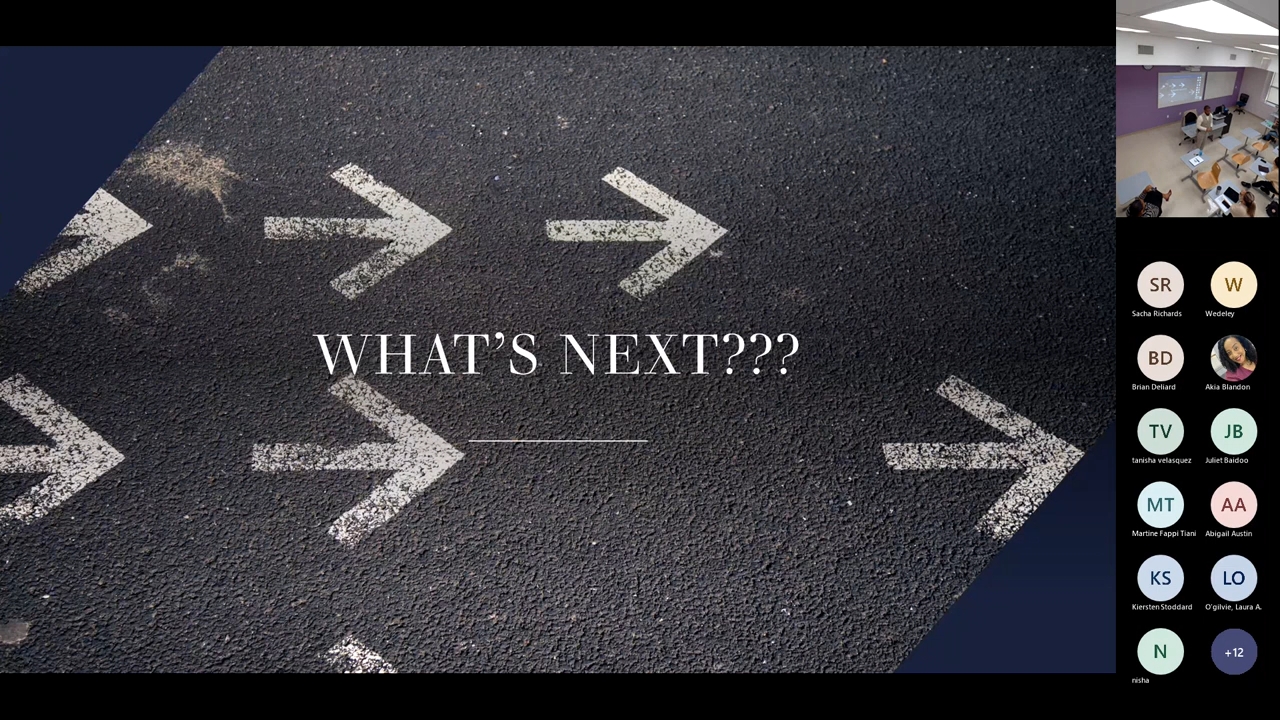 WHAT'S NEXT???
SR
W
Sacha Richards
Wedeley
BD
Brian Deliard
Akia Blandon
TV
JB
tanisha velasquez
Juliet Baidoo
MT
AA
Martine Fappi Tiani
Abigail Austin
KS
LO
Kiersten Stoddard
O'gilvie, Laura A.
N
+12
nisha